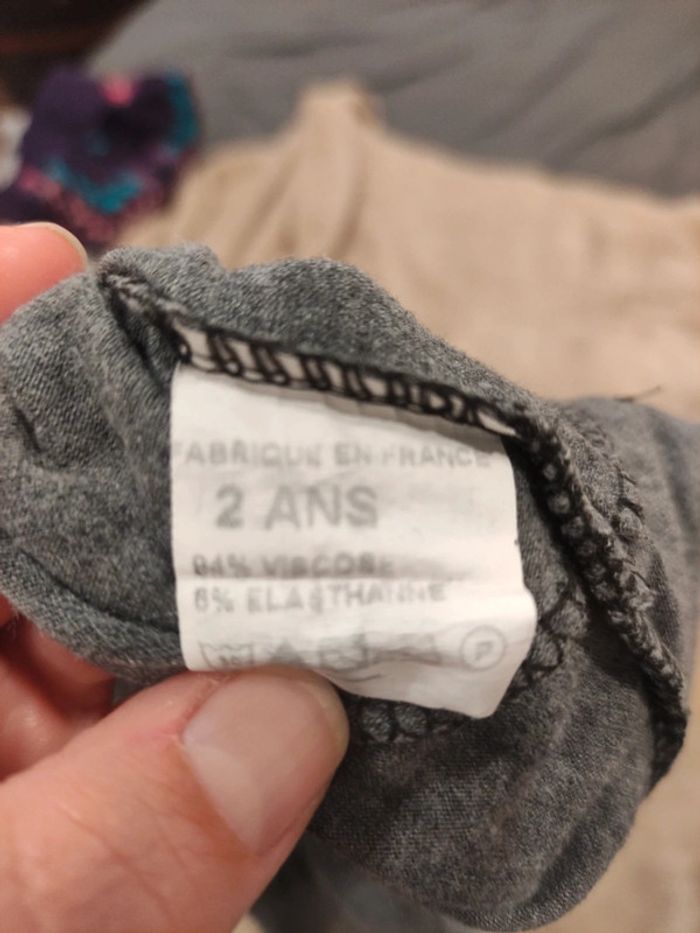 FABRIQUE EN FRANCE
2 ANS
94% VISCOSE
6% ELASTHANNE
P